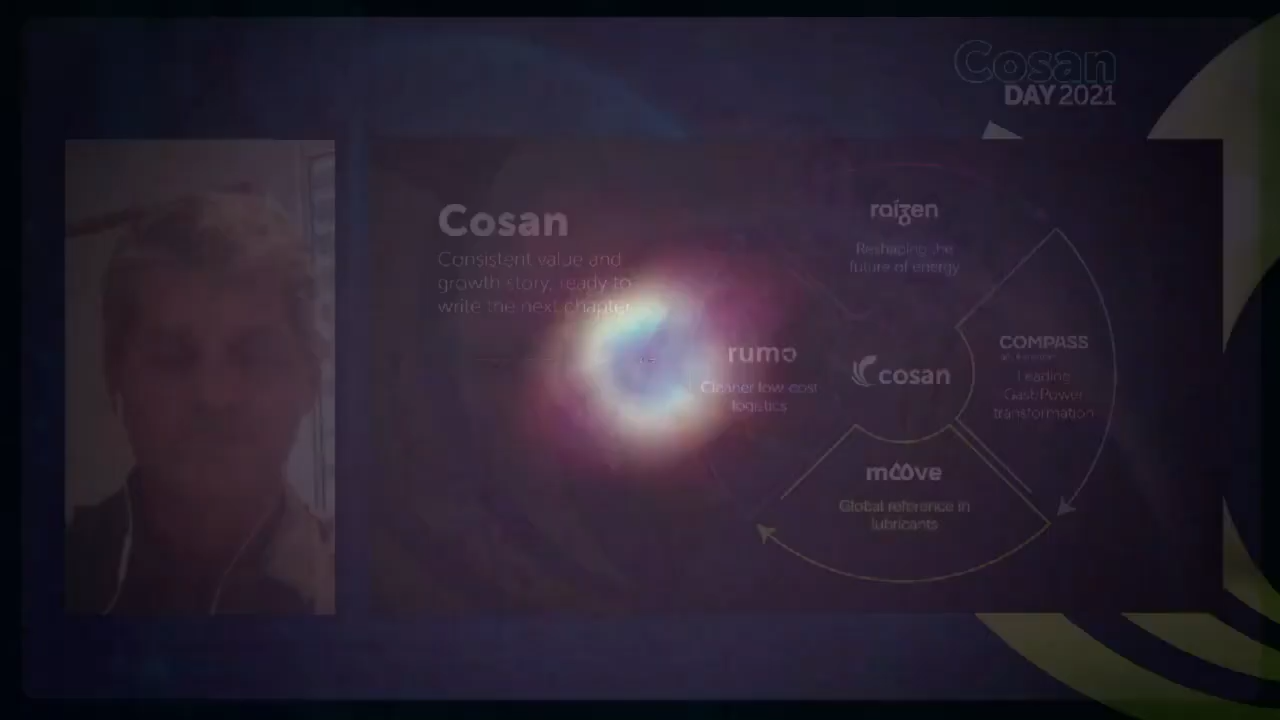 Cosan
DAY 2021
Cosan
Consistent value and
growth story, ready to
write the next chapter
raízen
Reshaping the
future of energy
rumo
Cleaner low-cost
logistics
cosan
COMPASS
Leading
Gas&Power
transformation
moove
Global reference in
lubricants